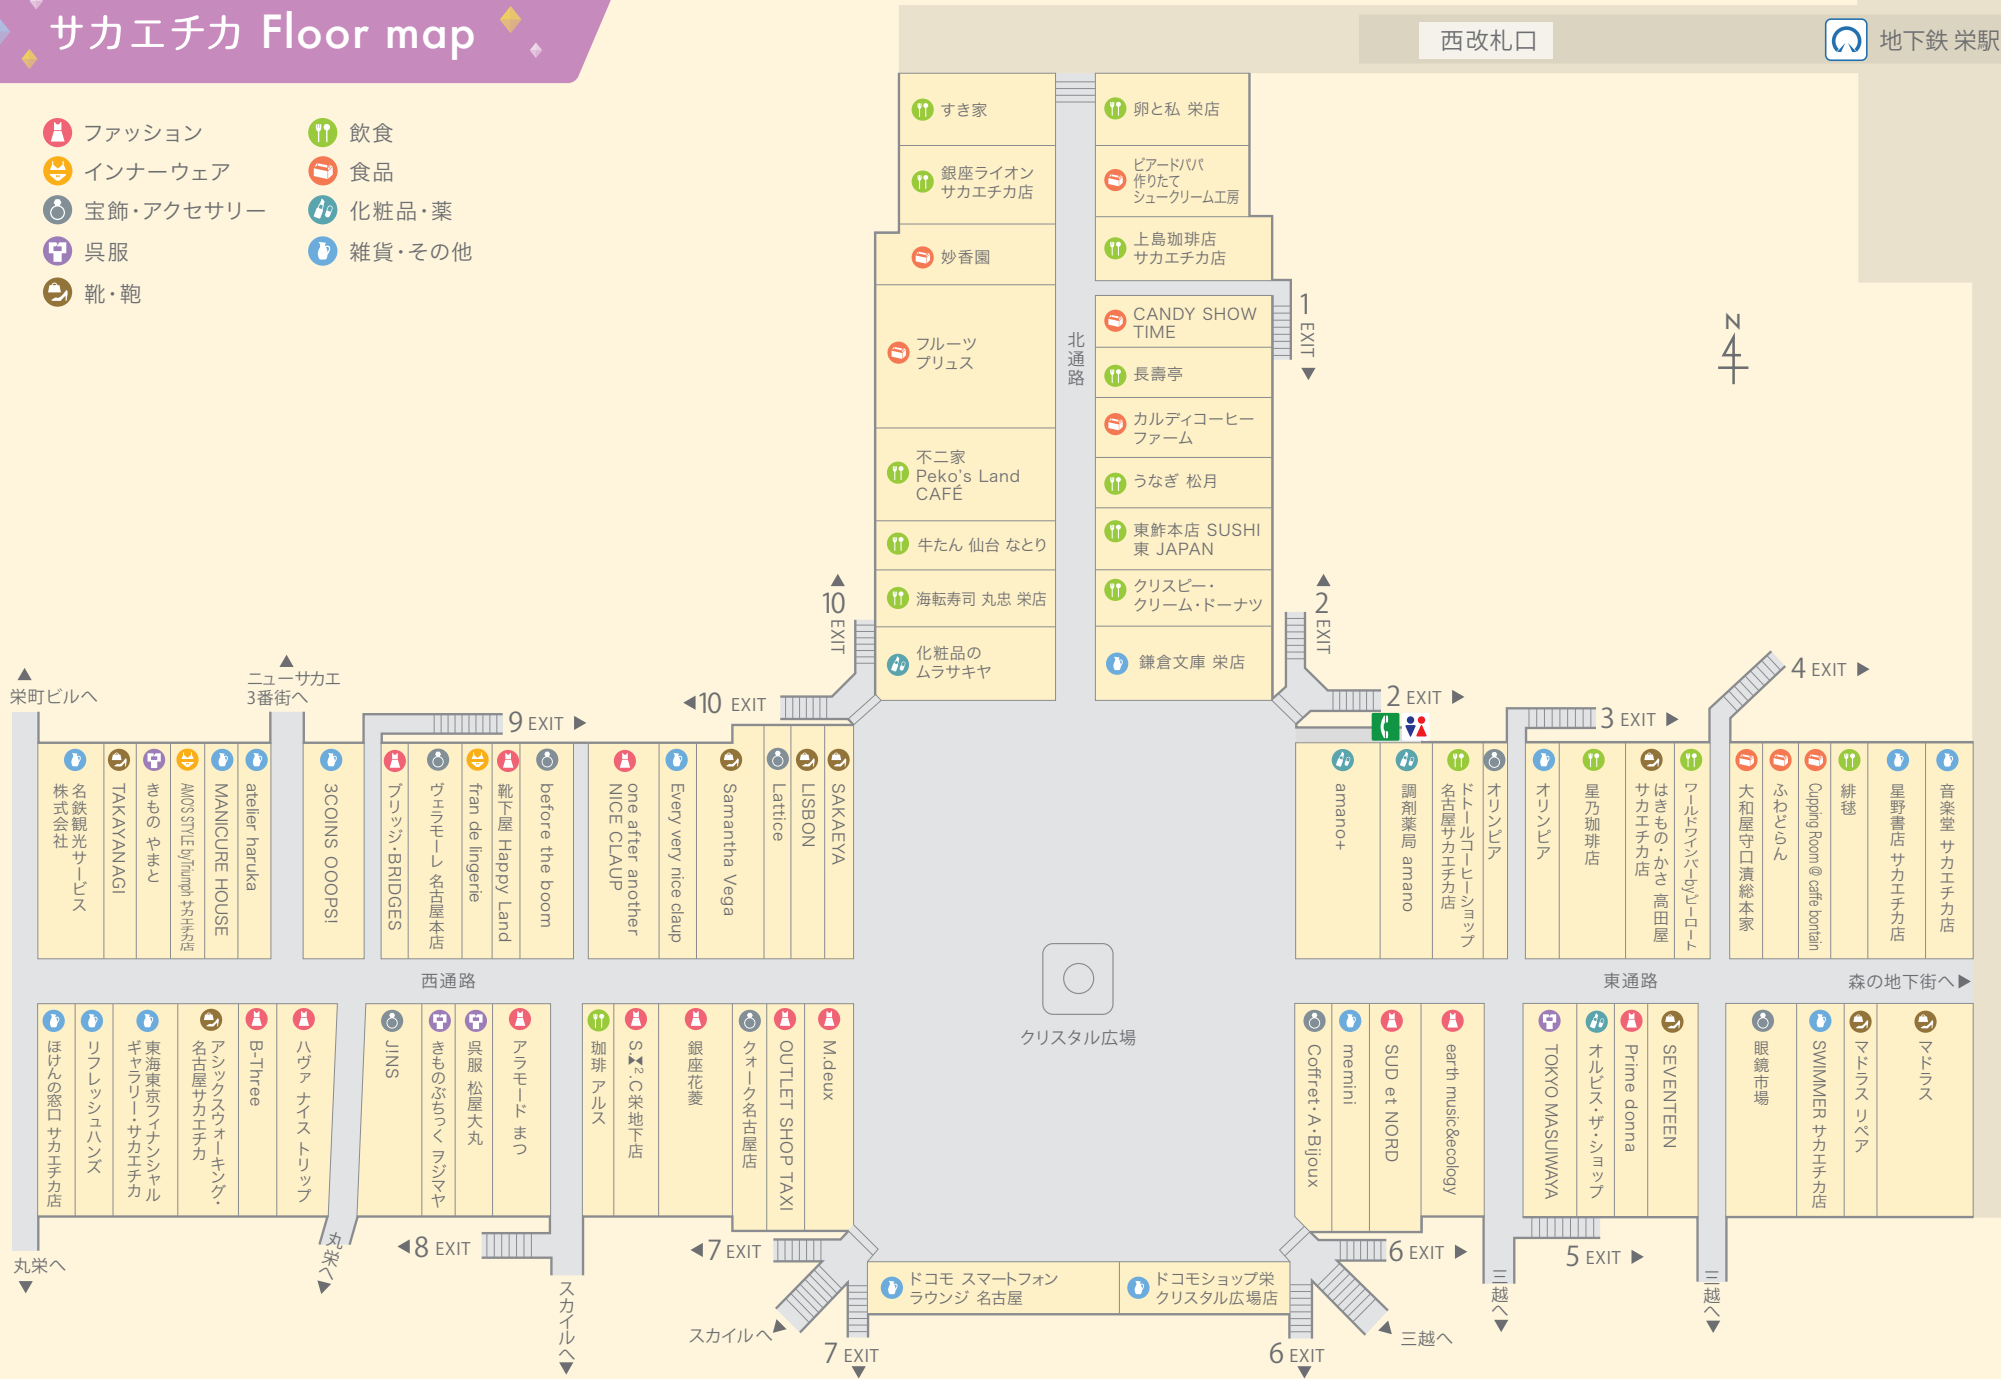 サカエチカ Floor map
西改札口
地下鉄 栄駅
ファッション
インナーウェア
宝飾・アクセサリー
呉服
靴・鞄
飲食
食品
化粧品・薬
雑貨・その他
すき家
銀座ライオン
サカエチカ店
妙香園
フルーツ
プリュス
不二家
Peko's Land
CAFÉ
牛たん 仙台 なとり
海転寿司 丸忠 栄店
化粧品の
ムラサキヤ
北通路
卵と私 栄店
ビアードパパ
作りたて
シュークリーム工房
上島珈琲店
サカエチカ店
CANDY SHOW
TIME
長壽亭
カルディコーヒー
ファーム
うなぎ 松月
東鮓本店 SUSHI
東 JAPAN
クリスピー・
クリーム・ドーナツ
鎌倉文庫 栄店
1 EXIT
N
10 EXIT
2 EXIT
栄町ビルへ
ニューサカエ
3番街へ
9 EXIT
10 EXIT
2 EXIT
3 EXIT
4 EXIT
名鉄観光サービス
株式会社
TAKAYANAGI
きもの やまと
AMO'S STYLE byTriumph サカエチカ店
MANICURE HOUSE
atelier haruka
3COINS OOOPS!
ブリッジ・BRIDGES
ヴェラモーレ 名古屋本店
fran de lingerie
靴下屋 Happy Land
before the boom
one after another
NICE CLAUP
Every very nice claup
Samantha Vega
Lattice
LISBON
SAKAEYA
amano+
調剤薬局 amano
ドトールコーヒーショップ
名古屋サカエチカ店
オリンピア
オリンピア
星乃珈琲店
はきもの・かさ 高田屋
サカエチカ店
ワールドワインバーbyピーロート
大和屋守口漬総本家
ふわどらん
Cupping Room @ caffe bontain
緋毬
星野書店 サカエチカ店
音楽堂 サカエチカ店
西通路
東通路
森の地下街へ
クリスタル広場
ほけんの窓口 サカエチカ店
リフレッシュハンズ
東海東京フィナンシャル
ギャラリー・サカエチカ
アシックスウォーキング・
名古屋サカエチカ
B-Three
ハヴァ ナイス トリップ
J!NS
きものぶちっく ヲジマヤ
呉服 松屋大丸
アラモード まつ
珈琲 アルス
銀座花菱
クォーク名古屋店
OUTLET SHOP TAXI
M.deux
Coffret・A・Bijoux
memini
SUD et NORD
earth music&ecology
TOKYO MASUIWAYA
オルビス・ザ・ショップ
Prime donna
SEVENTEEN
眼鏡市場
SWIMMER サカエチカ店
マドラス リペア
マドラス
丸栄へ
丸栄へ
8 EXIT
スカイルへ
7 EXIT
スカイルへ
7 EXIT
ドコモ スマートフォン
ラウンジ 名古屋
ドコモショップ栄
クリスタル広場店
6 EXIT
6 EXIT
三越へ
三越へ
5 EXIT
三越へ